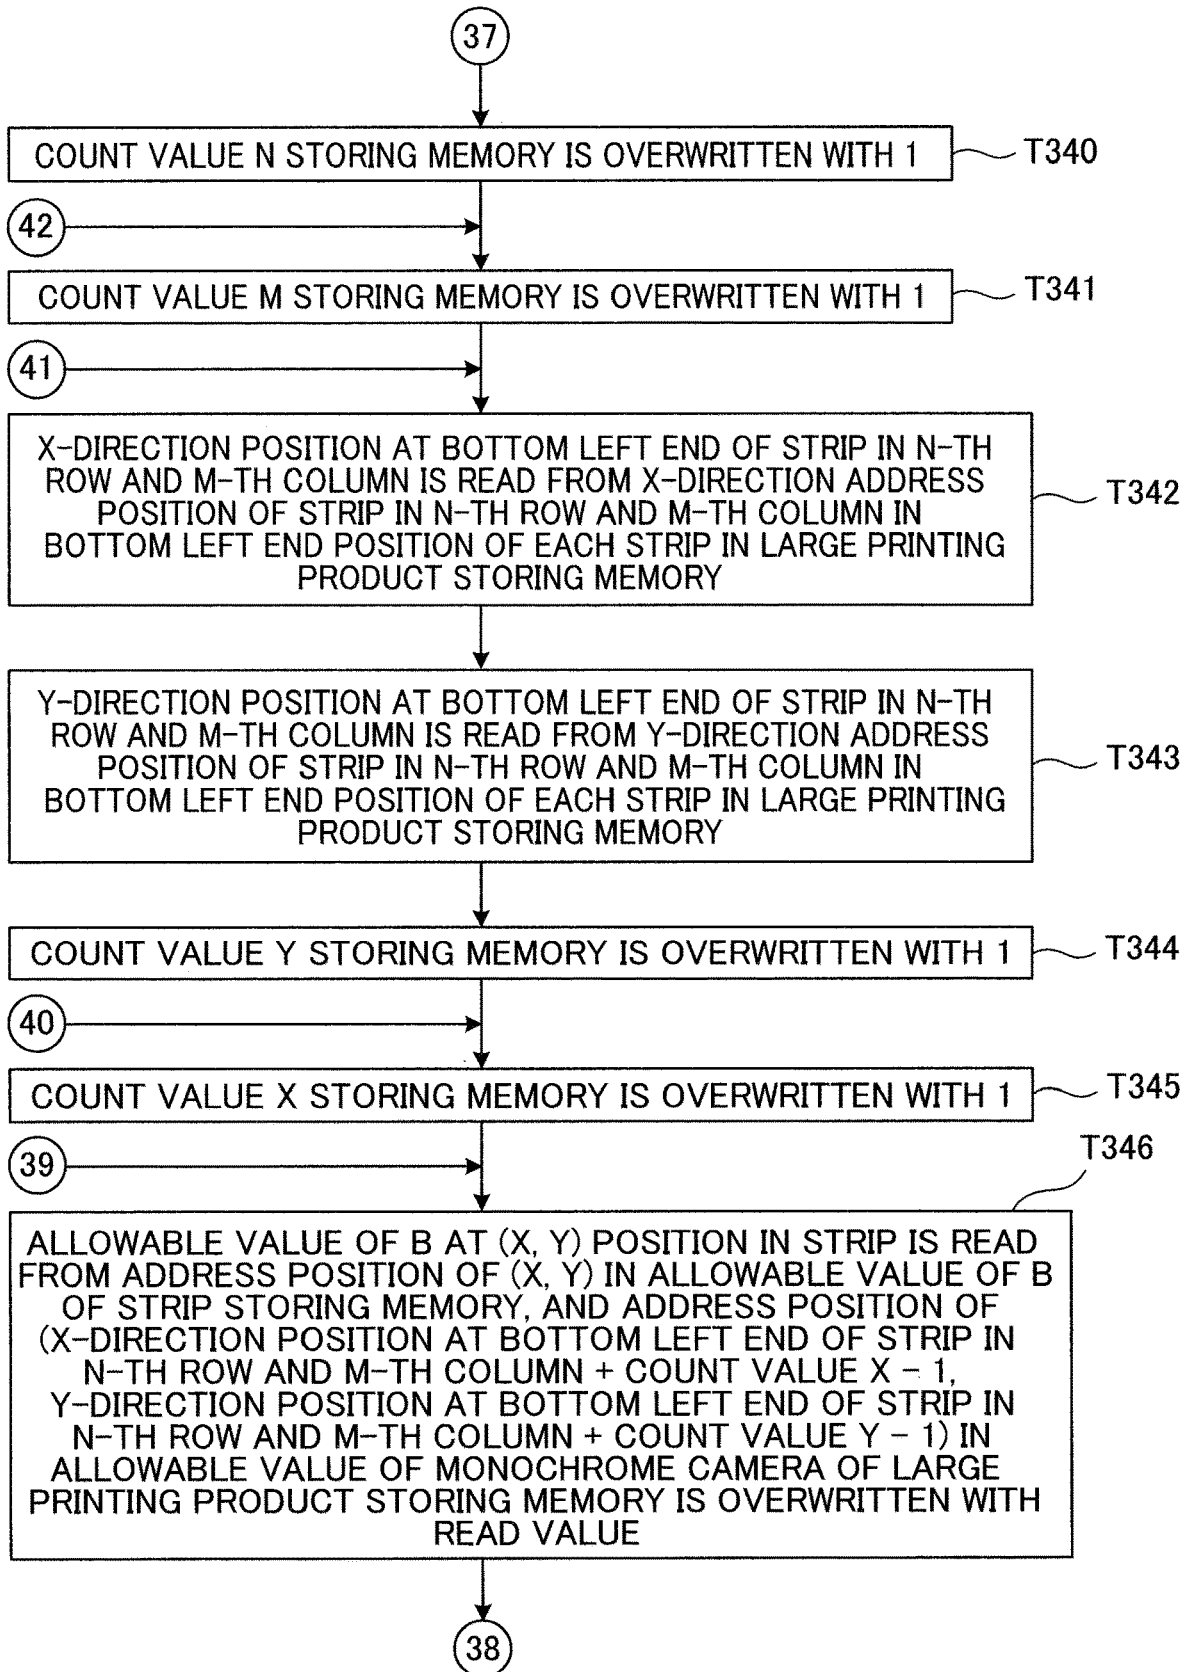 37
COUNT VALUE N STORING MEMORY IS OVERWRITTEN WITH 1
T340
42
COUNT VALUE M STORING MEMORY IS OVERWRITTEN WITH 1
T341
41
X-DIRECTION POSITION AT BOTTOM LEFT END OF STRIP IN N-TH
ROW AND M-TH COLUMN IS READ FROM X-DIRECTION ADDRESS
POSITION OF STRIP IN N-TH ROW AND M-TH COLUMN IN
BOTTOM LEFT END POSITION OF EACH STRIP IN LARGE PRINTING
PRODUCT STORING MEMORY
T342
Y-DIRECTION POSITION AT BOTTOM LEFT END OF STRIP IN N-TH
ROW AND M-TH COLUMN IS READ FROM Y-DIRECTION ADDRESS
POSITION OF STRIP IN N-TH ROW AND M-TH COLUMN IN
BOTTOM LEFT END POSITION OF EACH STRIP IN LARGE PRINTING
PRODUCT STORING MEMORY
T343
COUNT VALUE Y STORING MEMORY IS OVERWRITTEN WITH 1
T344
40
COUNT VALUE X STORING MEMORY IS OVERWRITTEN WITH 1
T345
39
T346
ALLOWABLE VALUE OF B AT (X, Y) POSITION IN STRIP IS READ
FROM ADDRESS POSITION OF (X, Y) IN ALLOWABLE VALUE OF B
OF STRIP STORING MEMORY, AND ADDRESS POSITION OF
(X-DIRECTION POSITION AT BOTTOM LEFT END OF STRIP IN
N-TH ROW AND M-TH COLUMN + COUNT VALUE X - 1,
Y-DIRECTION POSITION AT BOTTOM LEFT END OF STRIP IN
N-TH ROW AND M-TH COLUMN + COUNT VALUE Y - 1) IN
ALLOWABLE VALUE OF MONOCHROME CAMERA OF LARGE
PRINTING PRODUCT STORING MEMORY IS OVERWRITTEN WITH
READ VALUE
38